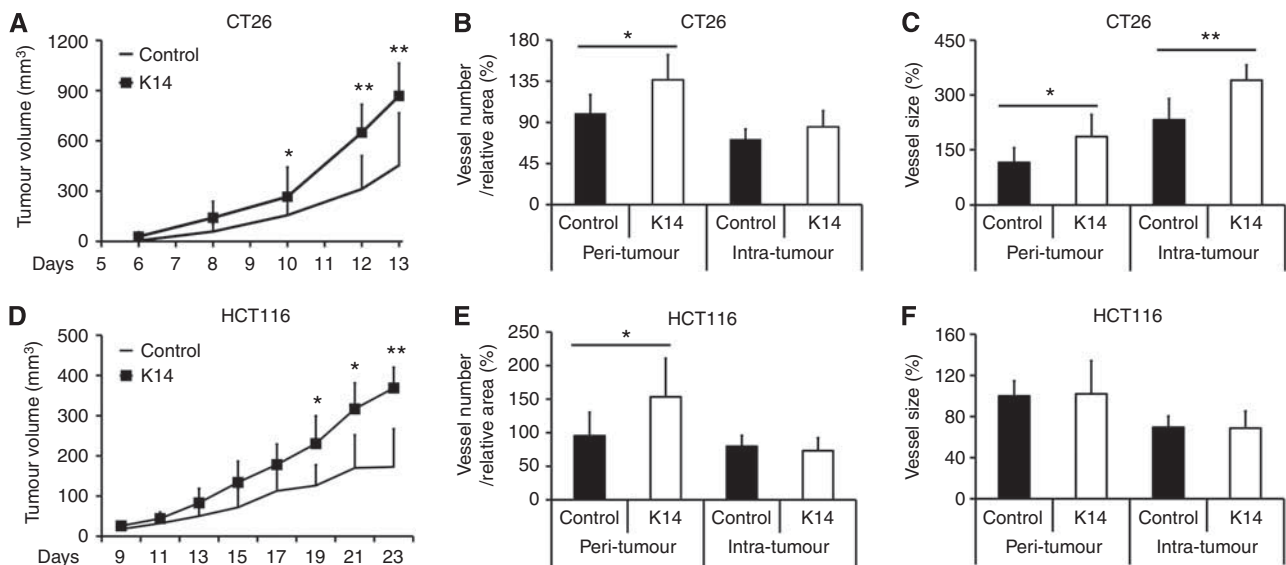 A
CT26
Tumour volume (mm³)
1200
900
600
300
0
Control
K14
*
**
**
Days
5 6 7 8 9 10 11 12 13
B
CT26
Vessel number
/relative area (%)
180
135
90
45
0
*
Control K14 Control K14
Peri-tumour Intra-tumour
C
CT26
Vessel size (%)
450
300
150
0
*
**
Control K14 Control K14
Peri-tumour Intra-tumour
D
HCT116
Tumour volume (mm³)
500
400
300
200
100
0
Control
K14
*
*
**
Days
9 11 13 15 17 19 21 23
E
HCT116
Vessel number
/relative area (%)
250
200
150
100
50
0
*
Control K14 Control K14
Peri-tumour Intra-tumour
F
HCT116
Vessel size (%)
160
120
80
40
0
Control K14 Control K14
Peri-tumour Intra-tumour